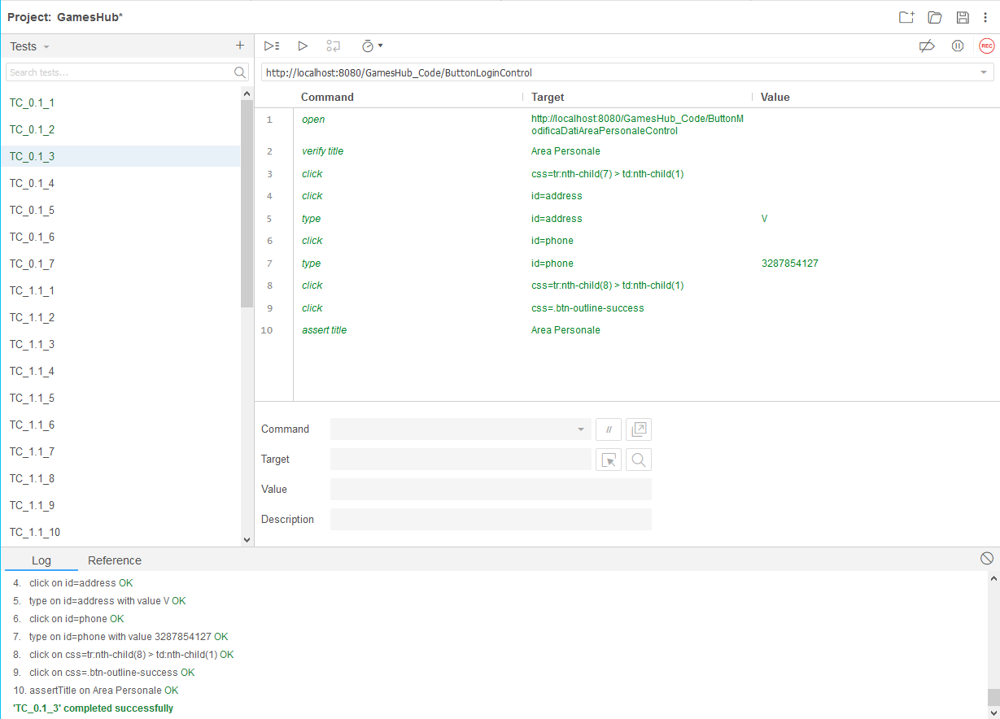 Project: GamesHub*
Tests
Search tests...
TC_0.1_1
TC_0.1_2
TC_0.1_3
TC_0.1_4
TC_0.1_5
TC_0.1_6
TC_0.1_7
TC_1.1_1
TC_1.1_2
TC_1.1_3
TC_1.1_4
TC_1.1_5
TC_1.1_6
TC_1.1_7
TC_1.1_8
TC_1.1_9
TC_1.1_10
REC
http://localhost:8080/GamesHub_Code/ButtonLoginControl
Command Target Value
1 open http://localhost:8080/GamesHub_Code/ButtonM
odificaDatiAreaPersonaleControl
2 verify title Area Personale
3 click css=tr:nth-child(7) > td:nth-child(1)
4 click id=address
5 type id=address V
6 click id=phone
7 type id=phone 3287854127
8 click css=tr:nth-child(8) > td:nth-child(1)
9 click css=.btn-outline-success
10 assert title Area Personale
Command //
Target
Value
Description
Log Reference
4. click on id=address OK
5. type on id=address with value V OK
6. click on id=phone OK
7. type on id=phone with value 3287854127 OK
8. click on css=tr:nth-child(8) > td:nth-child(1) OK
9. click on css=.btn-outline-success OK
10. assertTitle on Area Personale OK
'TC_0.1_3' completed successfully